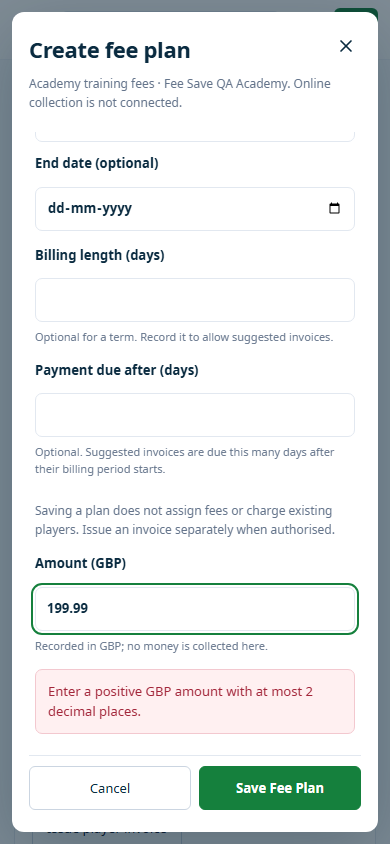 Create fee plan
Academy training fees · Fee Save QA Academy. Online
collection is not connected.
End date (optional)
dd-mm-yyyy
Billing length (days)
Optional for a term. Record it to allow suggested invoices.
Payment due after (days)
Optional. Suggested invoices are due this many days after
their billing period starts.
Saving a plan does not assign fees or charge existing
players. Issue an invoice separately when authorised.
Amount (GBP)
199.99
Recorded in GBP; no money is collected here.
Enter a positive GBP amount with at most 2
decimal places.
Cancel
Save Fee Plan